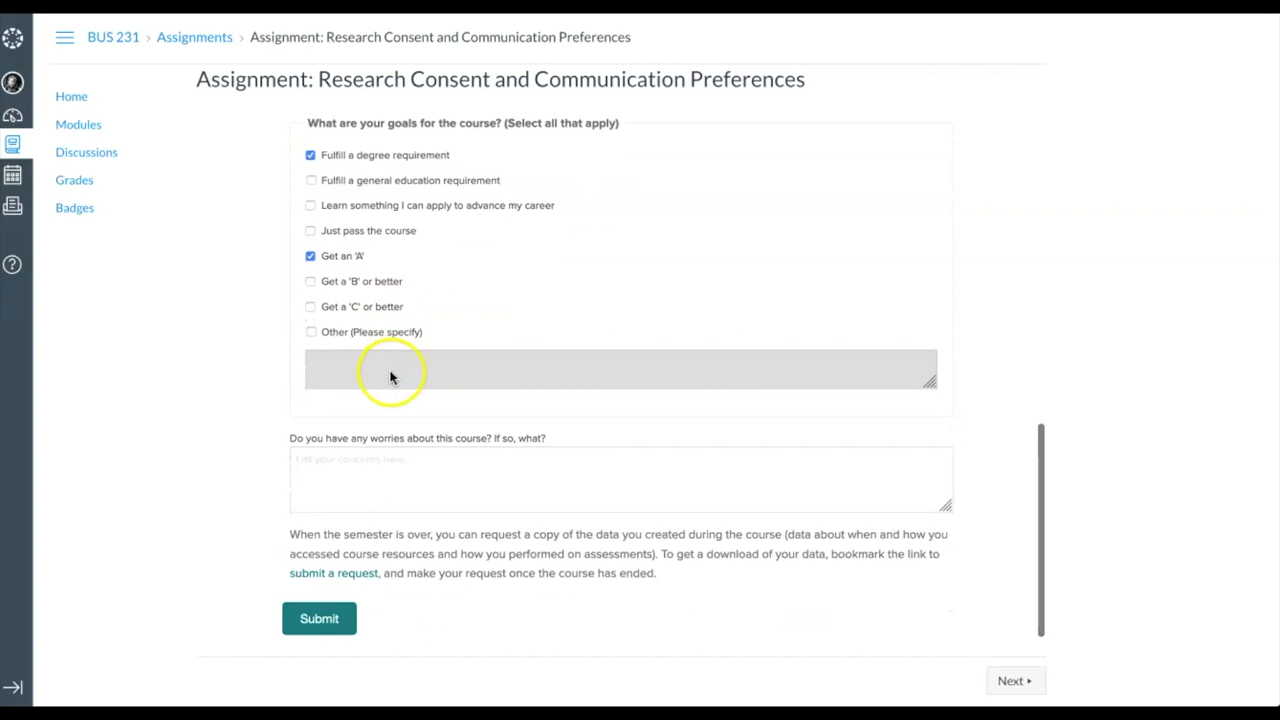 BUS 231 › Assignments › Assignment: Research Consent and Communication Preferences
Assignment: Research Consent and Communication Preferences
Home
Modules
Discussions
Grades
Badges
What are your goals for the course? (Select all that apply)
Fulfill a degree requirement
Fulfill a general education requirement
Learn something I can apply to advance my career
Just pass the course
Get an 'A'
Get a 'B' or better
Get a 'C' or better
Other (Please specify)
Do you have any worries about this course? If so, what?
List your concerns here...
When the semester is over, you can request a copy of the data you created during the course (data about when and how you
accessed course resources and how you performed on assessments). To get a download of your data, bookmark the link to
submit a request, and make your request once the course has ended.
Submit
Next ▸